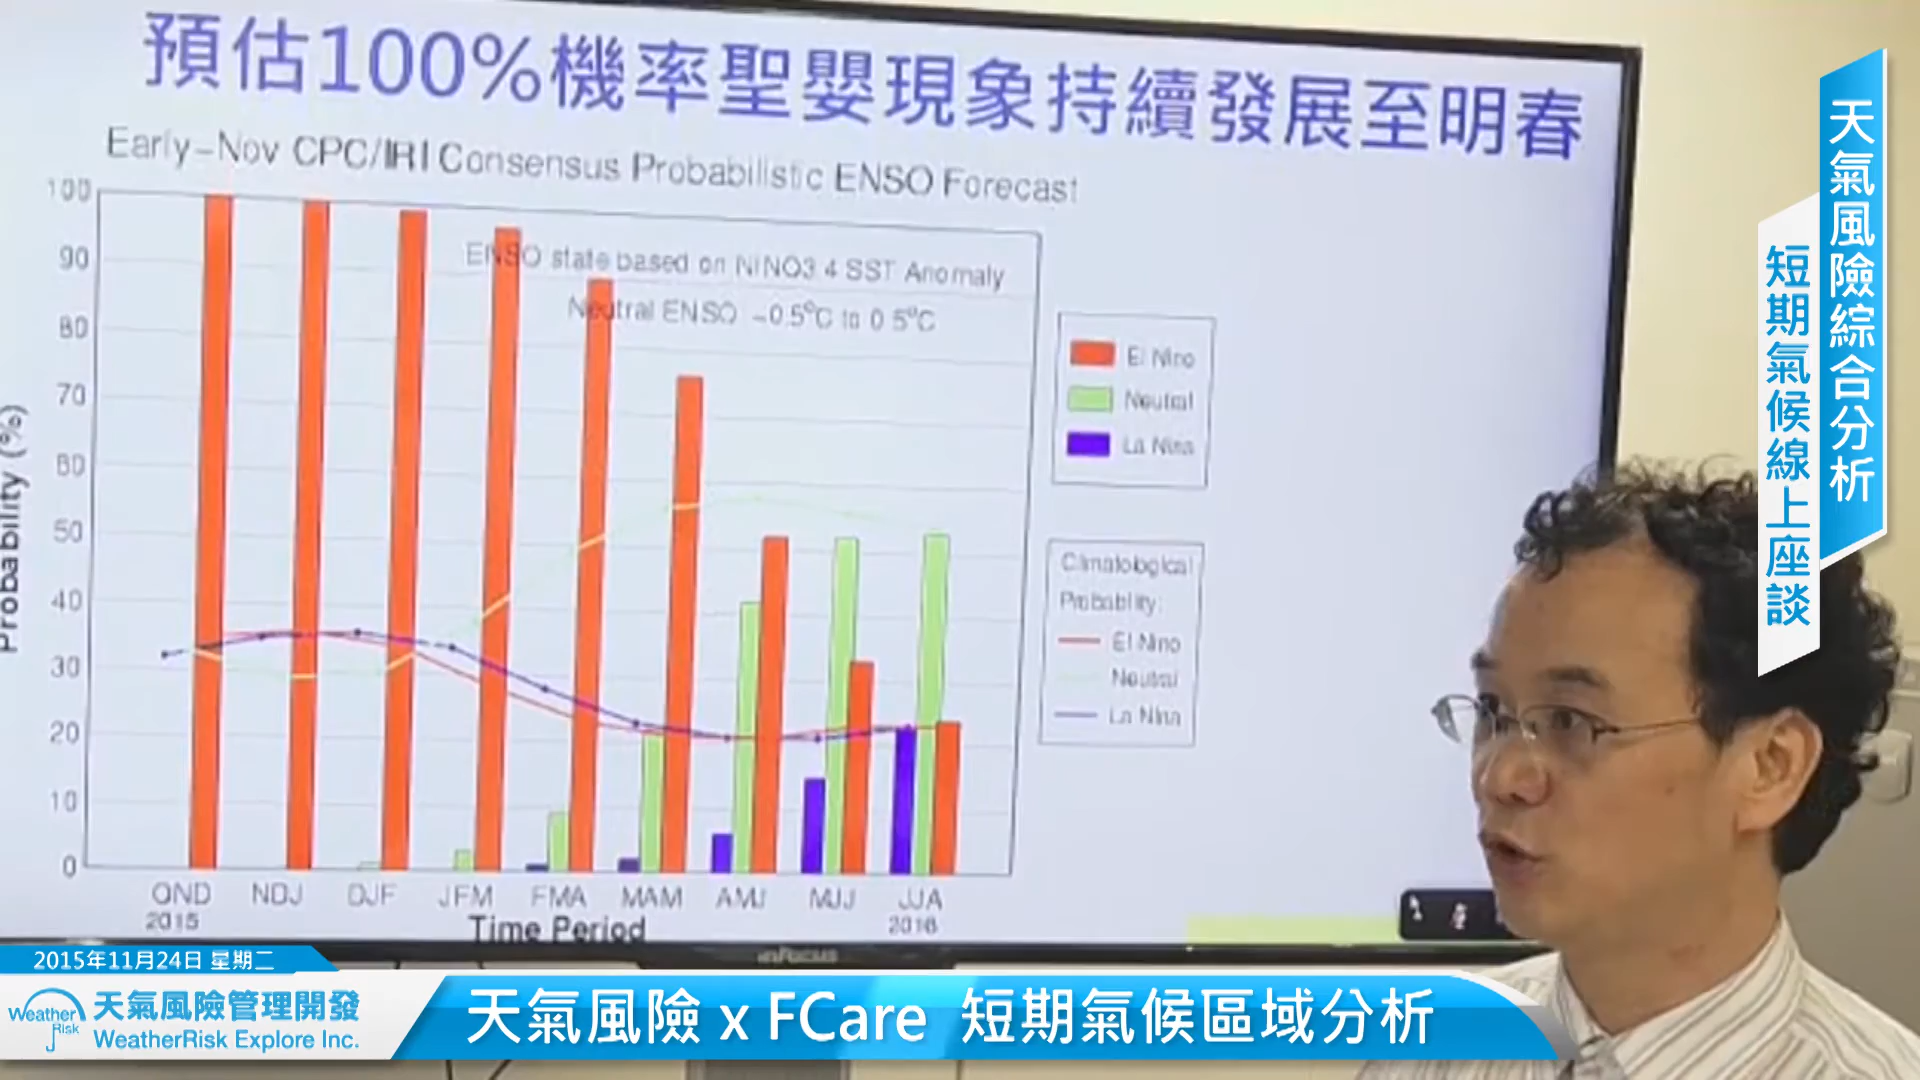 預估100%機率聖嬰現象持續發展至明春
Early-Nov CPC/IRI Consensus Probabilistic ENSO Forecast
ENSO state based on NINO3.4 SST Anomaly
Neutral ENSO -0.5°C to 0.5°C
Probability (%)
100
90
80
70
60
50
40
30
20
10
0
OND
2015
NDJ
DJF
JFM
FMA
MAM
AMJ
MJJ
JJA
2016
Time Period
El Nino
Neutral
La Nina
Climatological
Probability:
El Nino
Neutral
La Nina
InFocus
天氣風險綜合分析
短期氣候線上座談
2015年11月24日 星期二
Weather
Risk
天氣風險管理開發
WeatherRisk Explore Inc.
天氣風險 x FCare 短期氣候區域分析